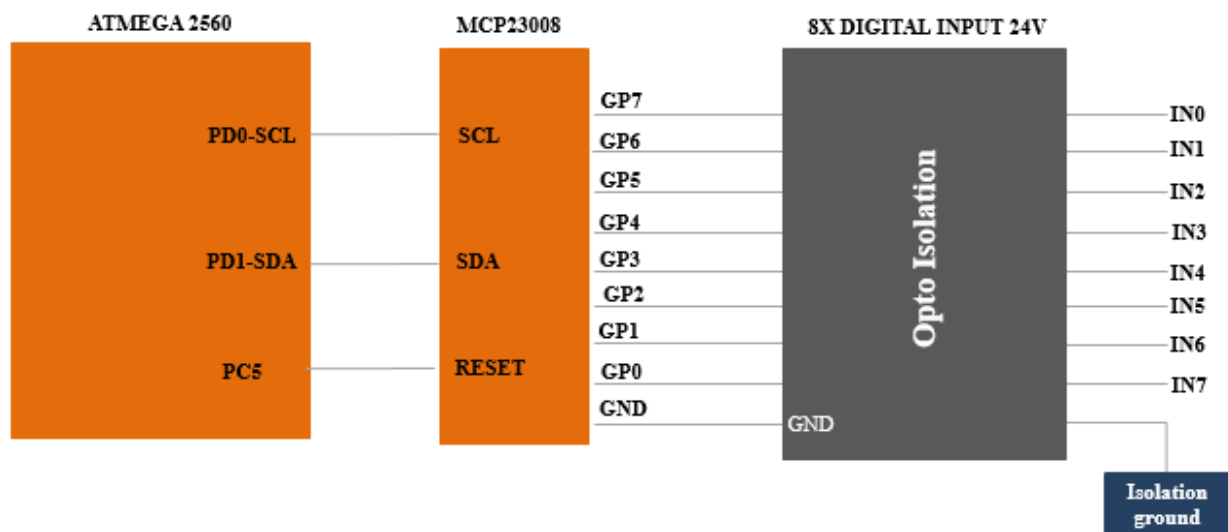 ATMEGA 2560
MCP23008
8X DIGITAL INPUT 24V
PD0-SCL
PD1-SDA
PC5
SCL
SDA
RESET
GP7
GP6
GP5
GP4
GP3
GP2
GP1
GP0
GND
Opto Isolation
GND
IN0
IN1
IN2
IN3
IN4
IN5
IN6
IN7
Isolation
ground